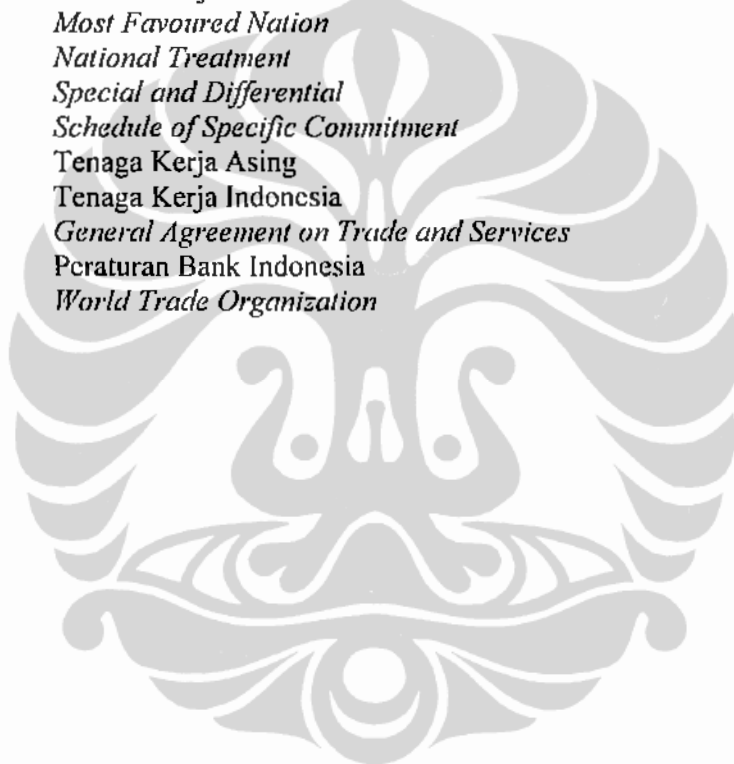 Most Favoured Nation
National Treatment
Special and Differential
Schedule of Specific Commitment
Tenaga Kerja Asing
Tenaga Kerja Indonesia
General Agreement on Trade and Services
Peraturan Bank Indonesia
World Trade Organization